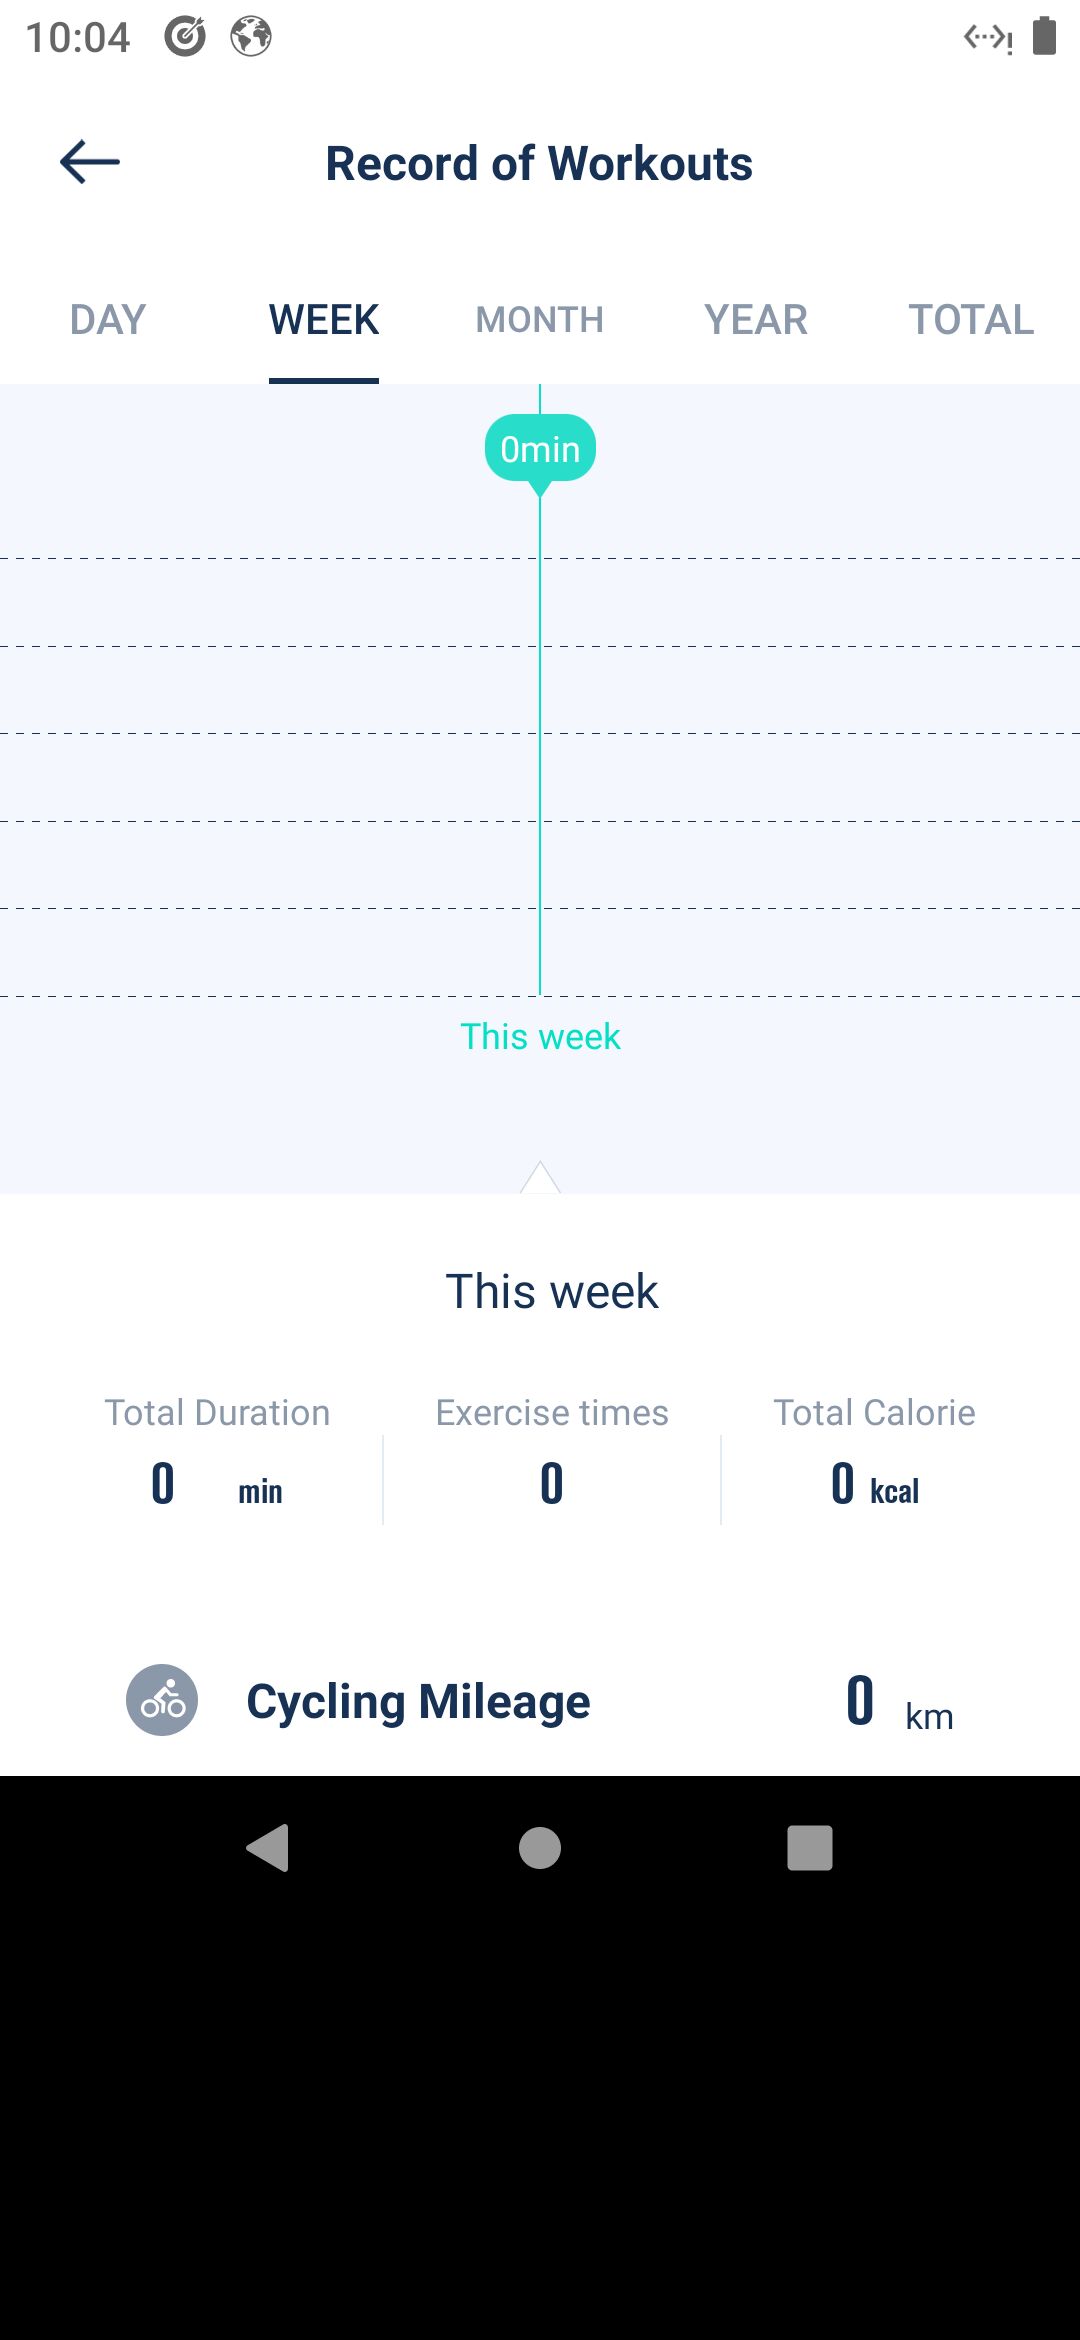 10:04
Record of Workouts
DAY WEEK MONTH YEAR TOTAL
0min
This week
This week
Total Duration Exercise times Total Calorie
0 min 0 0 kcal
Cycling Mileage 0 km